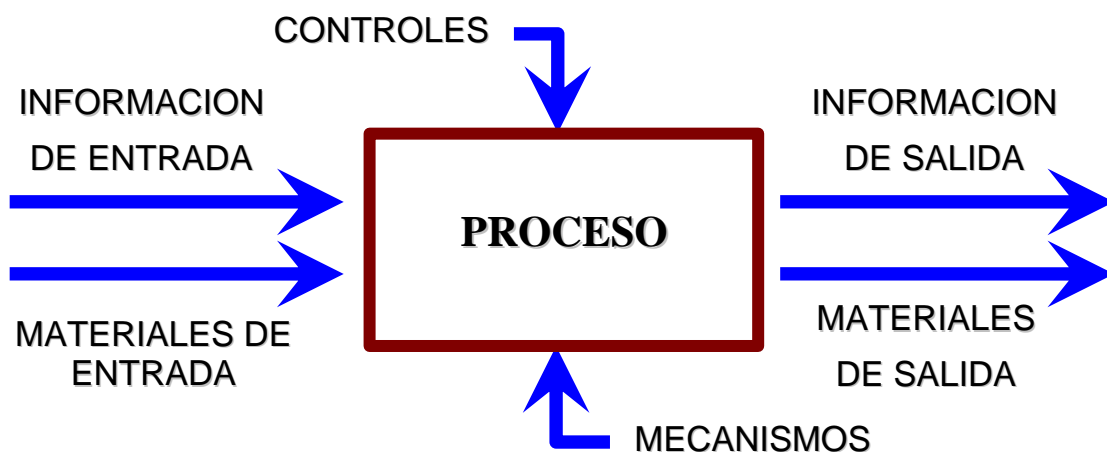 CONTROLES
INFORMACION
DE ENTRADA
MATERIALES DE
ENTRADA
PROCESO
INFORMACION
DE SALIDA
MATERIALES
DE SALIDA
MECANISMOS